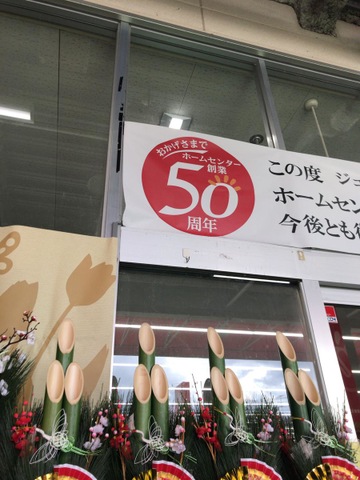 おかげさまで
ホームセンター
創業
50
周年
この度 ジ
ホームセン
今後とも